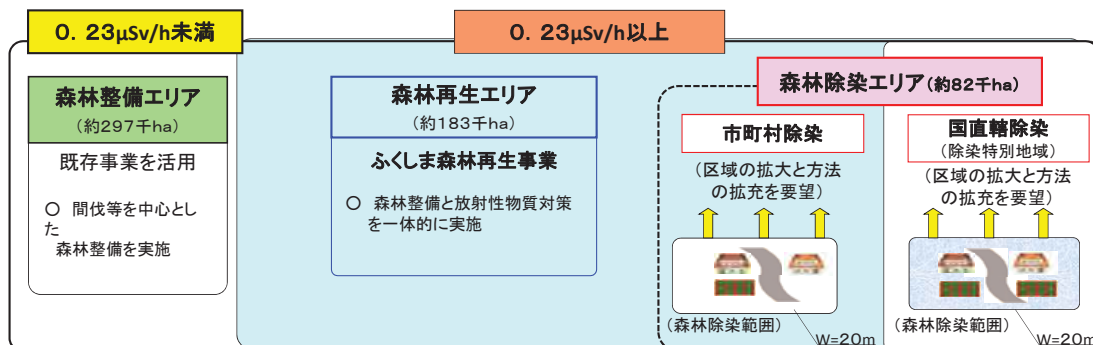 0．23μSv/h未満
0．23μSv/h以上
森林整備エリア
（約297千ha）
既存事業を活用
○ 間伐等を中心とし
た
森林整備を実施
森林再生エリア
（約183千ha）
ふくしま森林再生事業
○ 森林整備と放射性物質対策
を一体的に実施
森林除染エリア（約82千ha）
市町村除染
（区域の拡大と方法
の拡充を要望）
（森林除染範囲）
W=20m
国直轄除染
（除染特別地域）
（区域の拡大と方法
の拡充を要望）
（森林除染範囲）
W=20m